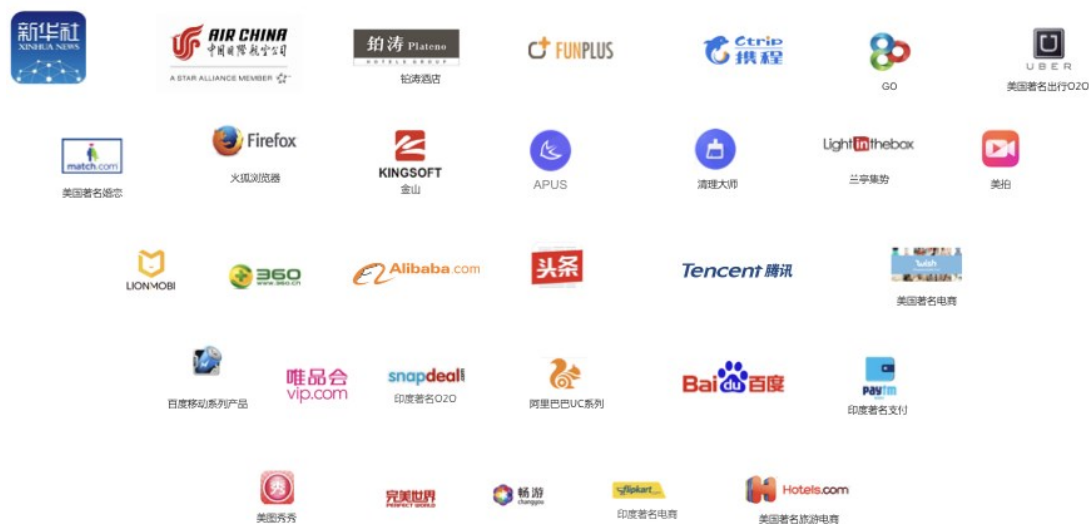 新华社
XINHUA NEWS
AIR CHINA
中国国际航空公司
A STAR ALLIANCE MEMBER
铂涛 Plateno
HOTELS GROUP
铂涛酒店
FUNPLUS
Ctrip
携程
GO
UBER
美国著名出行O2O
match.com
美国著名婚恋
Firefox
火狐浏览器
KINGSOFT
金山
APUS
清理大师
Lightinthebox
兰亭集势
美拍
LIONMOBI
360
www.360.cn
Alibaba.com
头条
Tencent 腾讯
wish
美国著名电商
百度移动系列产品
唯品会
vip.com
snapdeal
印度著名O2O
阿里巴巴UC系列
Bai du 百度
paytm
印度著名支付
秀
美图秀秀
完美世界
PERFECT WORLD
畅游
changyou
flipkart
印度著名电商
Hotels.com
美国著名旅游电商